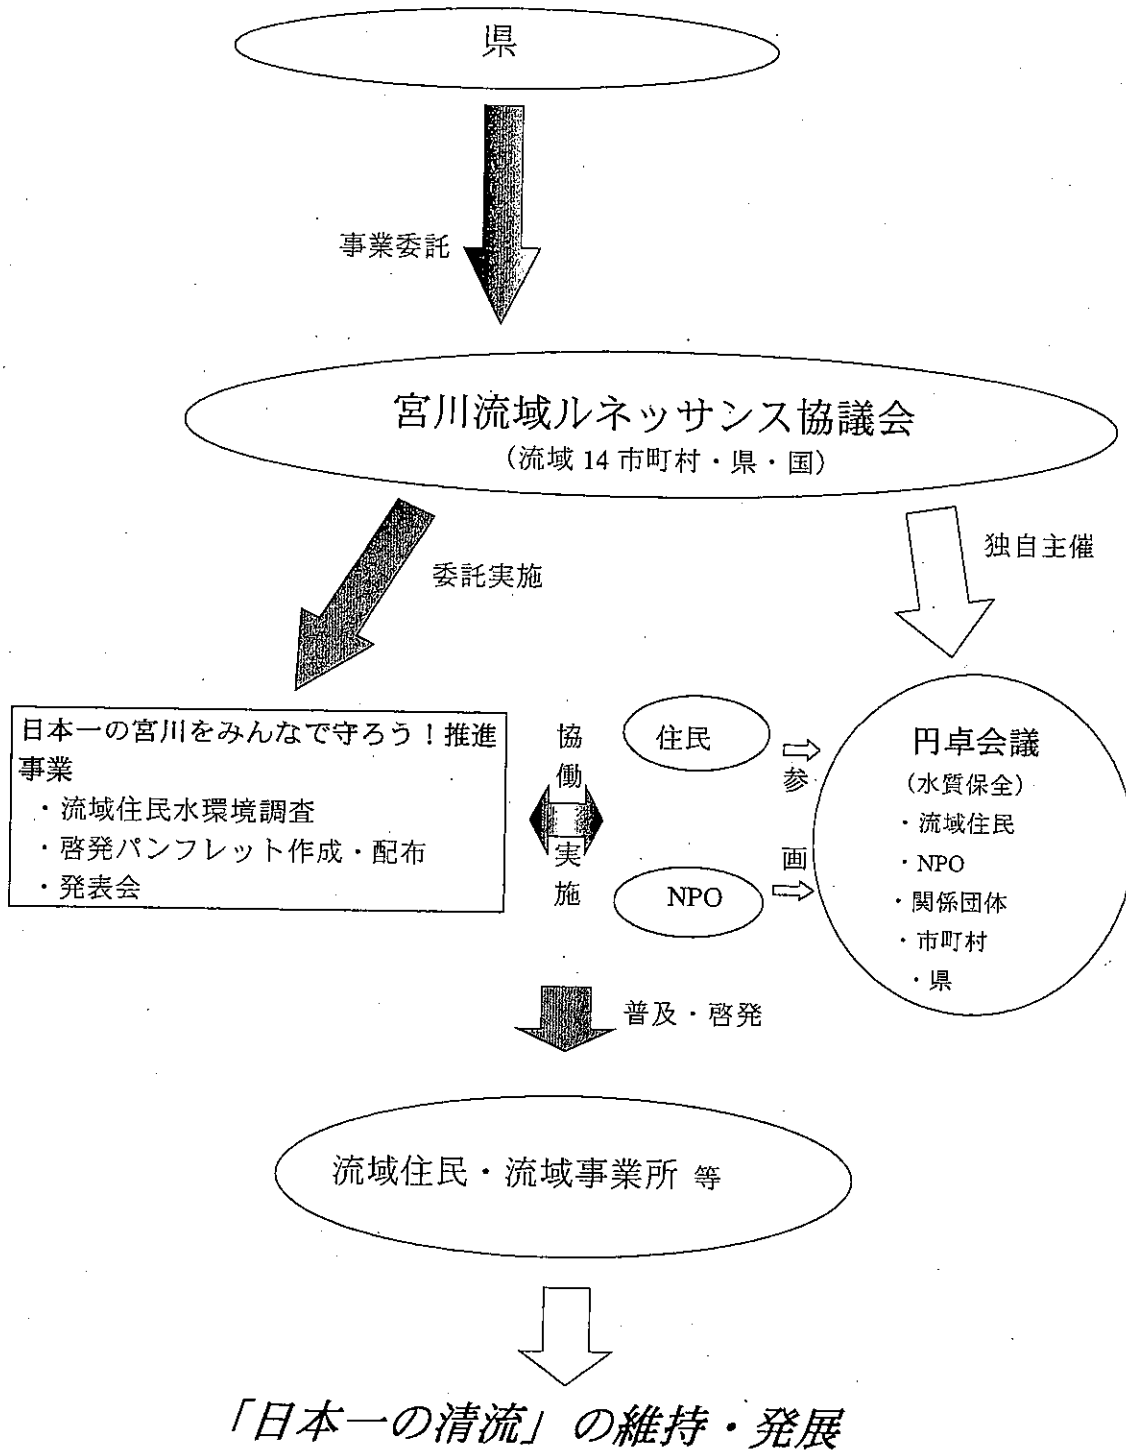 県
事業委託
宮川流域ルネッサンス協議会
(流域 14 市町村・県・国)
委託実施
独自主催
日本一の宮川をみんなで守ろう!推進
事業
・流域住民水環境調査
・啓発パンフレット作成・配布
・発表会
協働
実施
住民
NPO
参
画
円卓会議
(水質保全)
・流域住民
・NPO
・関係団体
・市町村
・県
普及・啓発
流域住民・流域事業所 等
「日本一の清流」の維持・発展